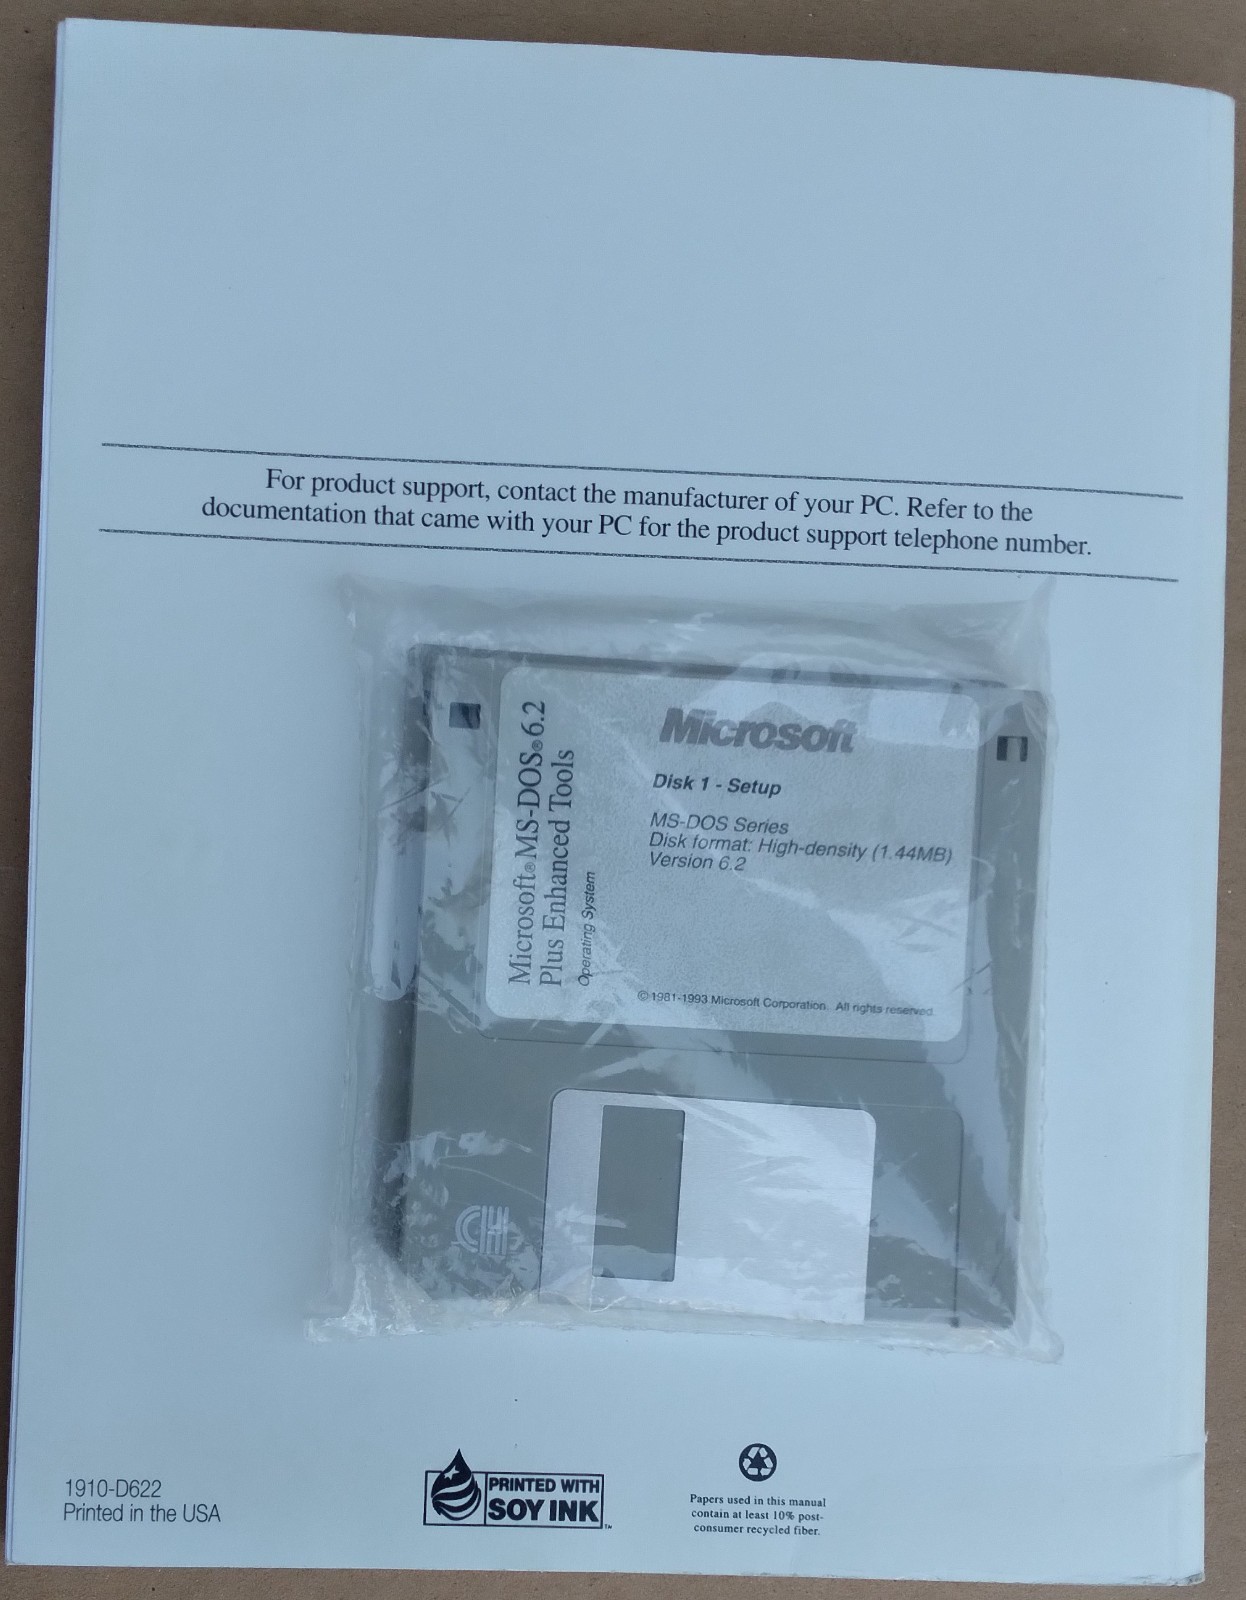 For product support, contact the manufacturer of your PC. Refer to the
documentation that came with your PC for the product support telephone number.
Microsoft® MS-DOS® 6.2
Plus Enhanced Tools
Operating System
Microsoft
Disk 1 - Setup
MS-DOS Series
Disk format: High-density (1.44MB)
Version 6.2
© 1981-1993 Microsoft Corporation. All rights reserved.
1910-D622
Printed in the USA
PRINTED WITH
SOY INK™
Papers used in this manual
contain at least 10% post-
consumer recycled fiber.